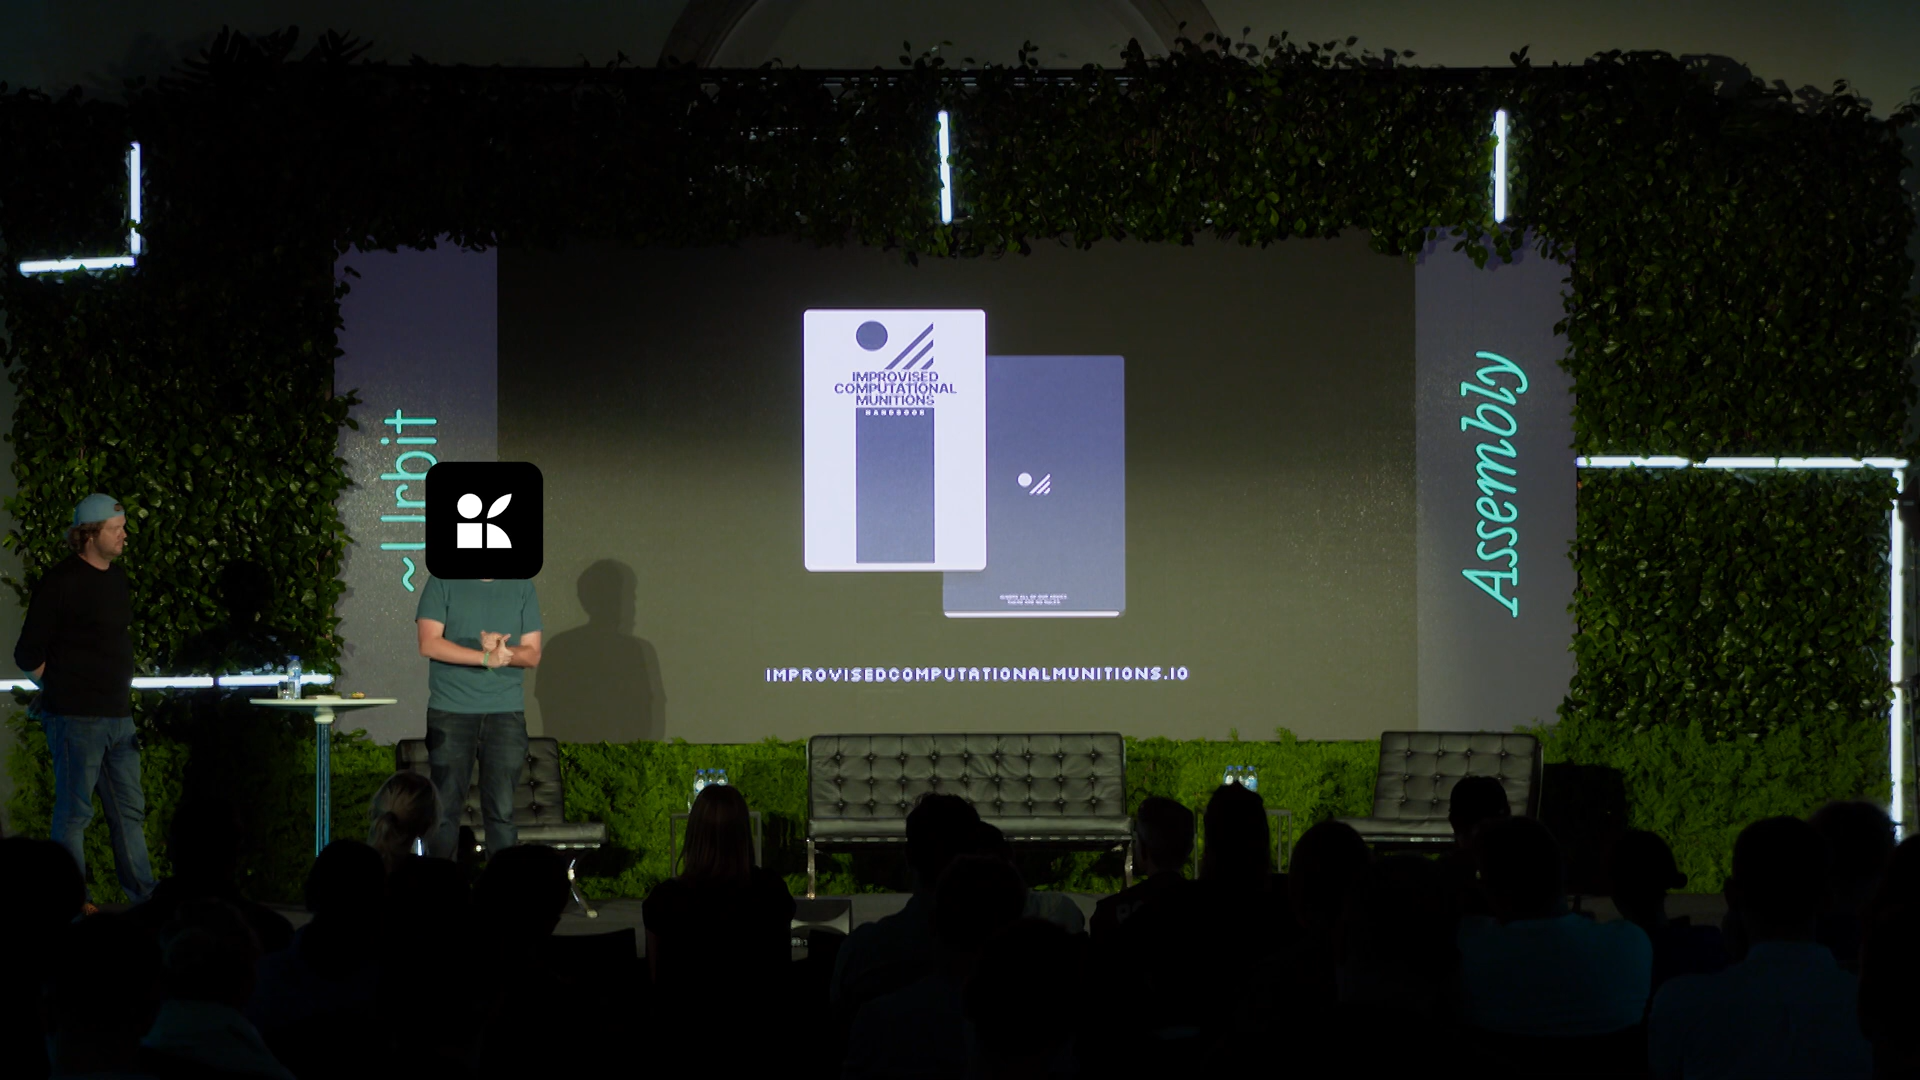 ~Urbit
IMPROVISED
COMPUTATIONAL
MUNITIONS
HANDBOOK
IMPROVISEDCOMPUTATIONALMUNITIONS.IO
Assembly